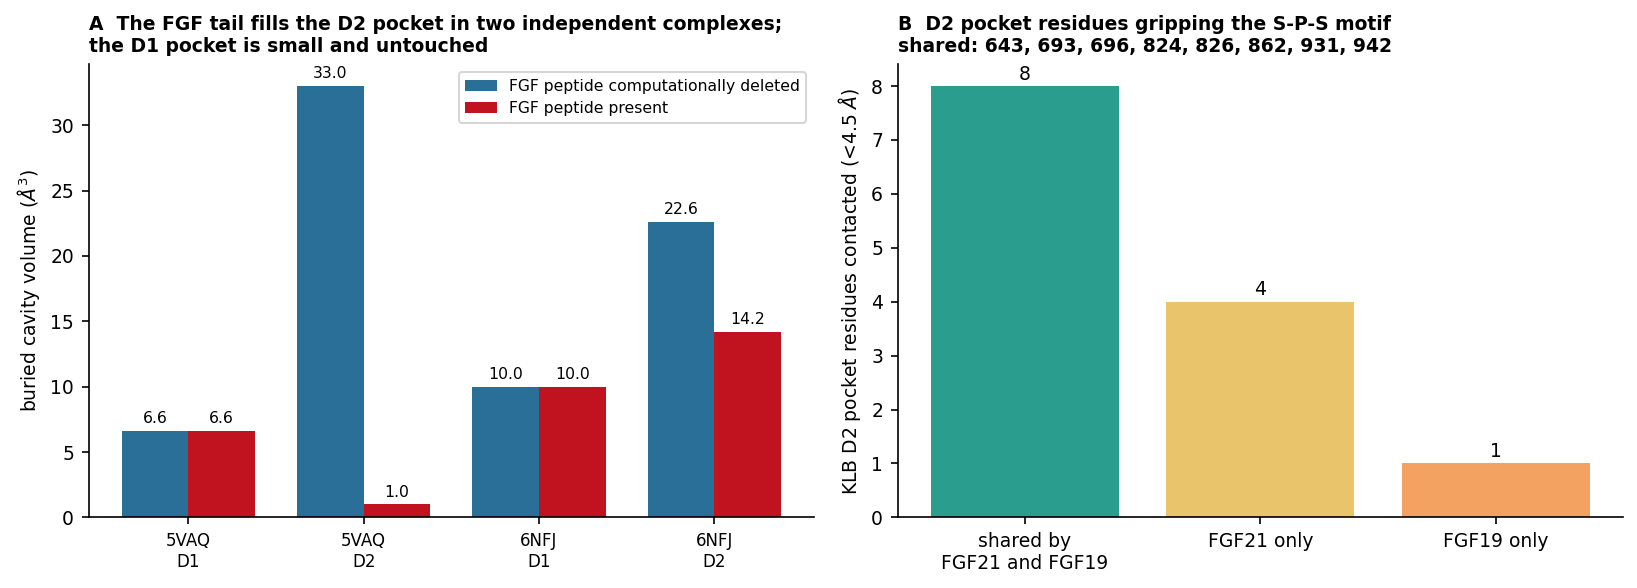 A  The FGF tail fills the D2 pocket in two independent complexes;
the D1 pocket is small and untouched
buried cavity volume (Å³)
0
5
10
15
20
25
30
FGF peptide computationally deleted
FGF peptide present
6.6
6.6
33.0
1.0
10.0
10.0
22.6
14.2
5VAQ
D1
5VAQ
D2
6NFJ
D1
6NFJ
D2
B  D2 pocket residues gripping the S-P-S motif
shared: 643, 693, 696, 824, 826, 862, 931, 942
KLB D2 pocket residues contacted (<4.5 Å)
0
1
2
3
4
5
6
7
8
8
4
1
shared by
FGF21 and FGF19
FGF21 only
FGF19 only